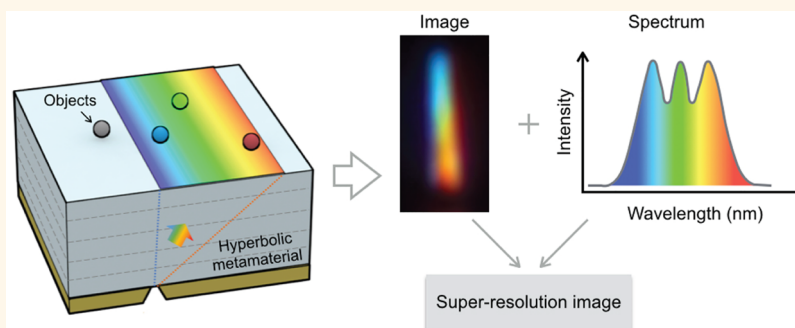 Image
Spectrum
Objects
+
Intensity
Hyperbolic
metamaterial
Wavelength (nm)
Super-resolution image